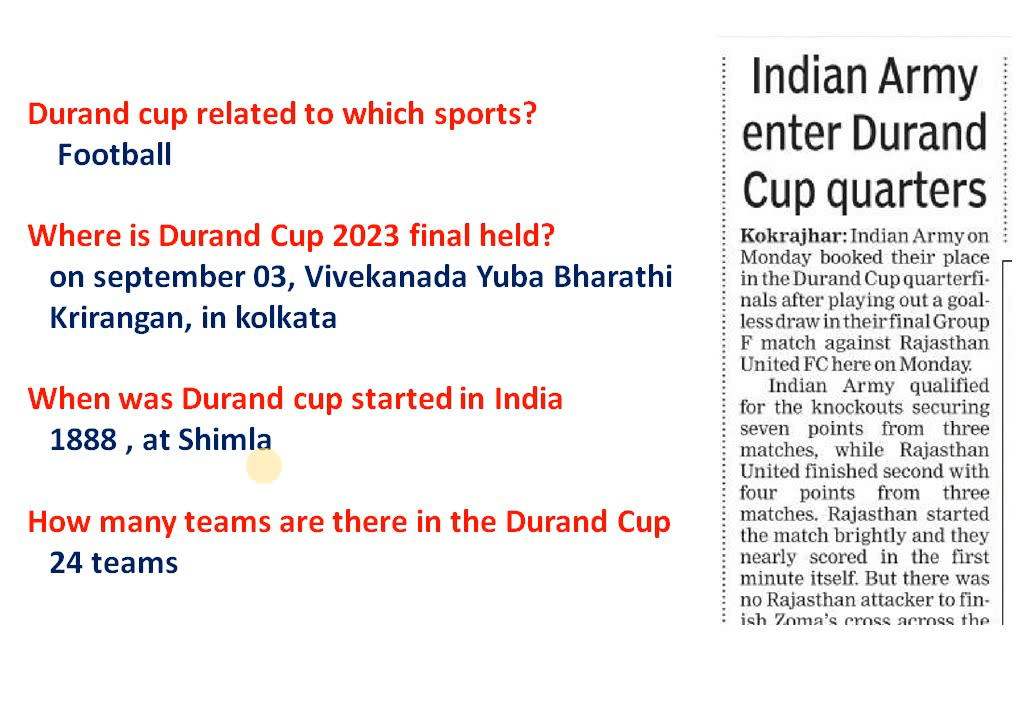 Durand cup related to which sports?
Football
Where is Durand Cup 2023 final held?
on september 03, Vivekanada Yuba Bharathi
Krirangan, in kolkata
When was Durand cup started in India
1888 , at Shimla
How many teams are there in the Durand Cup
24 teams
Indian Army
enter Durand
Cup quarters
Kokrajhar: Indian Army on
Monday booked their place
in the Durand Cup quarterfi-
nals after playing out a goal-
less draw in their final Group
F match against Rajasthan
United FC here on Monday.
Indian Army qualified
for the knockouts securing
seven points from three
matches, while Rajasthan
United finished second with
four points from three
matches. Rajasthan started
the match brightly and they
nearly scored in the first
minute itself. But there was
no Rajasthan attacker to fin-
ish Zoma's cross across the